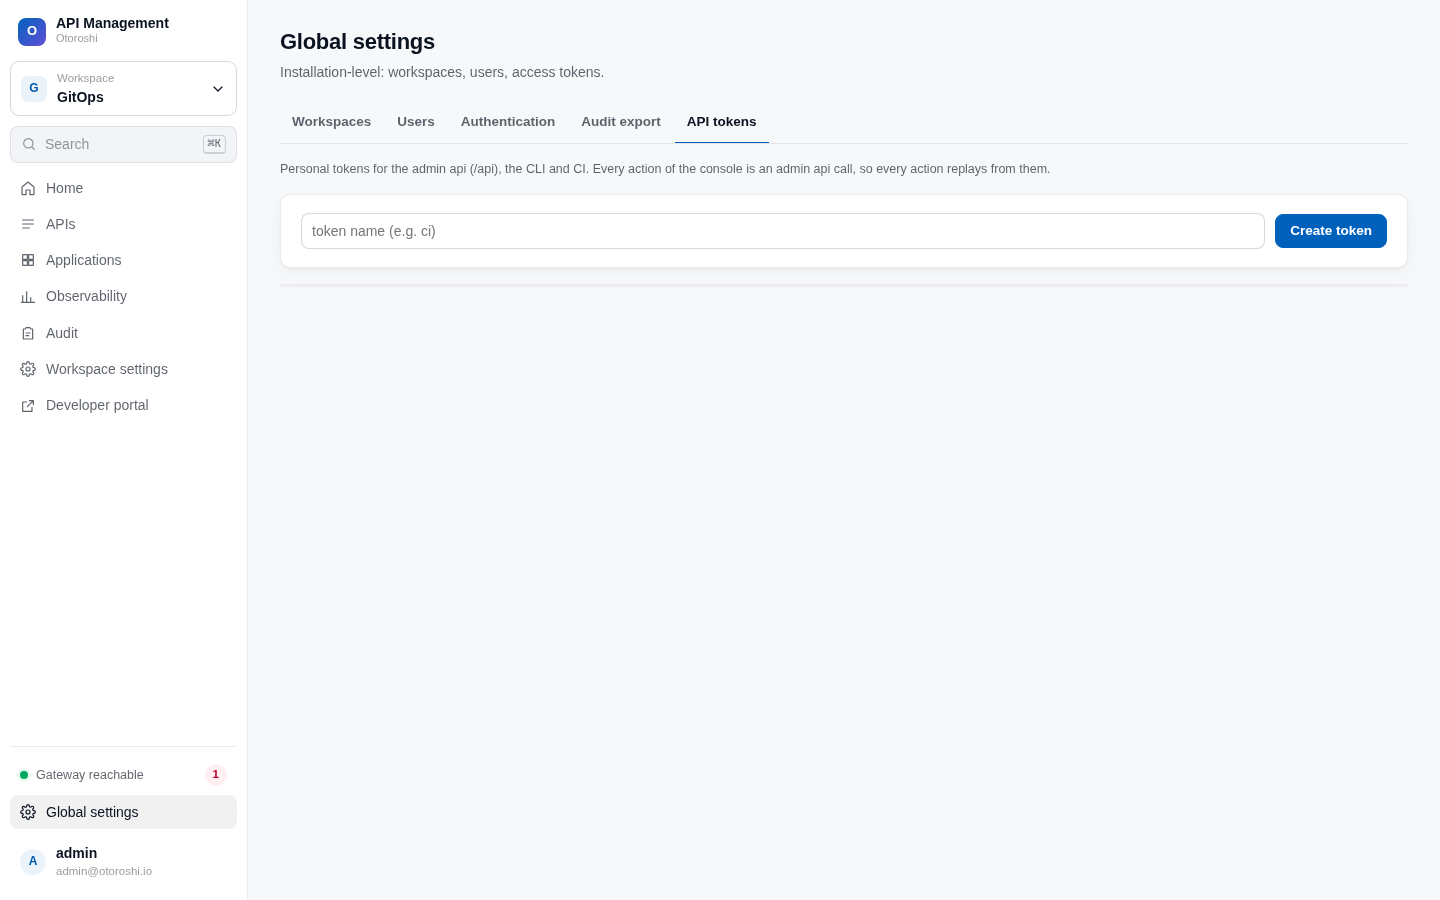 O
API Management
Otoroshi
G
Workspace
GitOps
Search
⌘K
Home
APIs
Applications
Observability
Audit
Workspace settings
Developer portal
Gateway reachable
1
Global settings
A
admin
admin@otoroshi.io
Global settings
Installation-level: workspaces, users, access tokens.
Workspaces Users Authentication Audit export API tokens
Personal tokens for the admin api (/api), the CLI and CI. Every action of the console is an admin api call, so every action replays from them.
token name (e.g. ci)
Create token